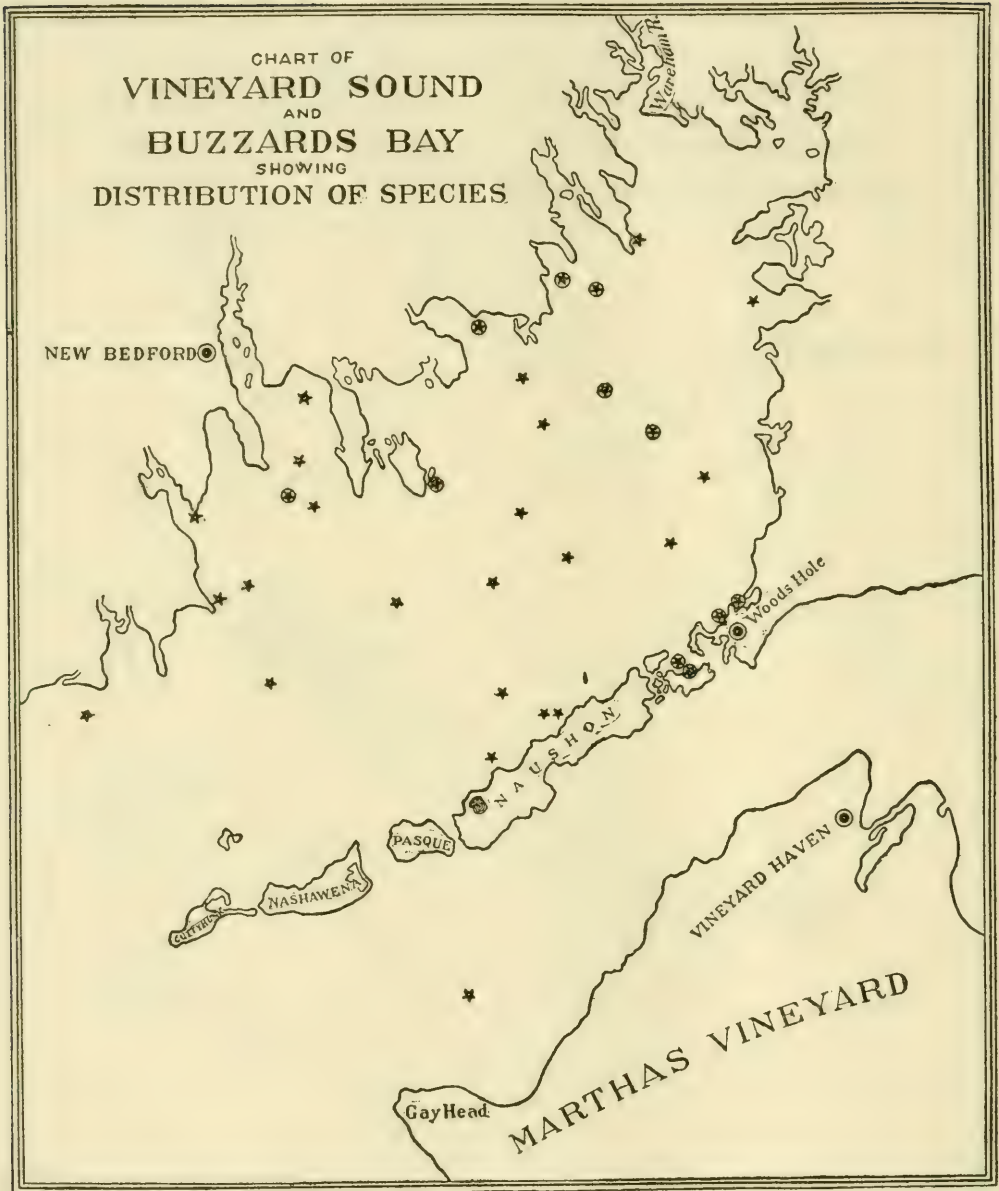 CHART OF
VINEYARD SOUND
AND
BUZZARDS BAY
SHOWING
DISTRIBUTION OF SPECIES
Wareham R.
NEW BEDFORD
Woods Hole
NAUSHON
PASQUE
NASHAWENA
CUTTYHUNK
VINEYARD HAVEN
MARTHAS VINEYARD
Gay Head